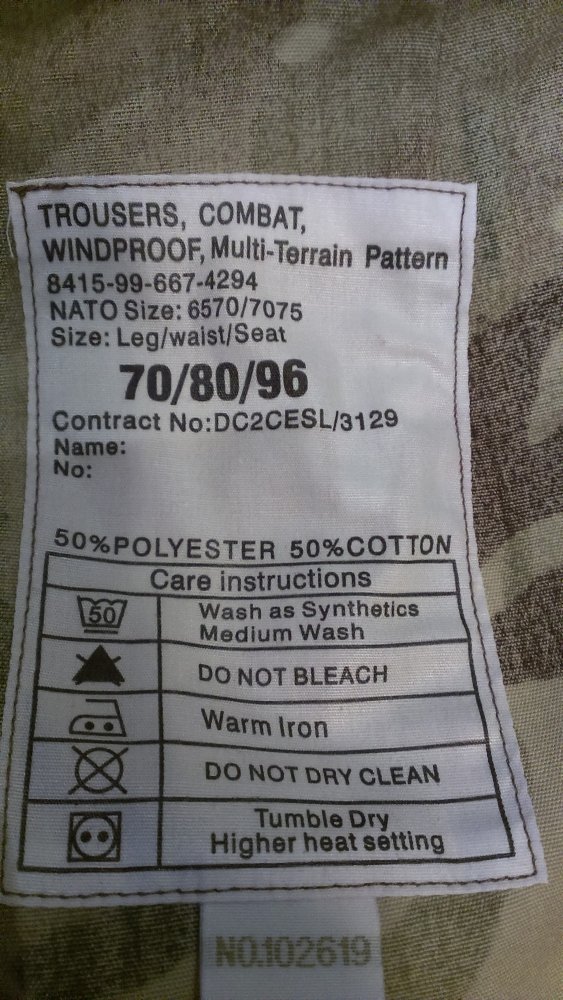 TROUSERS, COMBAT,
WINDPROOF, Multi-Terrain Pattern
8415-99-667-4294
NATO Size: 6570/7075
Size: Leg/waist/Seat
70/80/96
Contract No:DC2CESL/3129
Name:
No:
50%POLYESTER 50%COTTON
Care instructions
50
Wash as Synthetics
Medium Wash
DO NOT BLEACH
Warm Iron
DO NOT DRY CLEAN
Tumble Dry
Higher heat setting
NO.102619